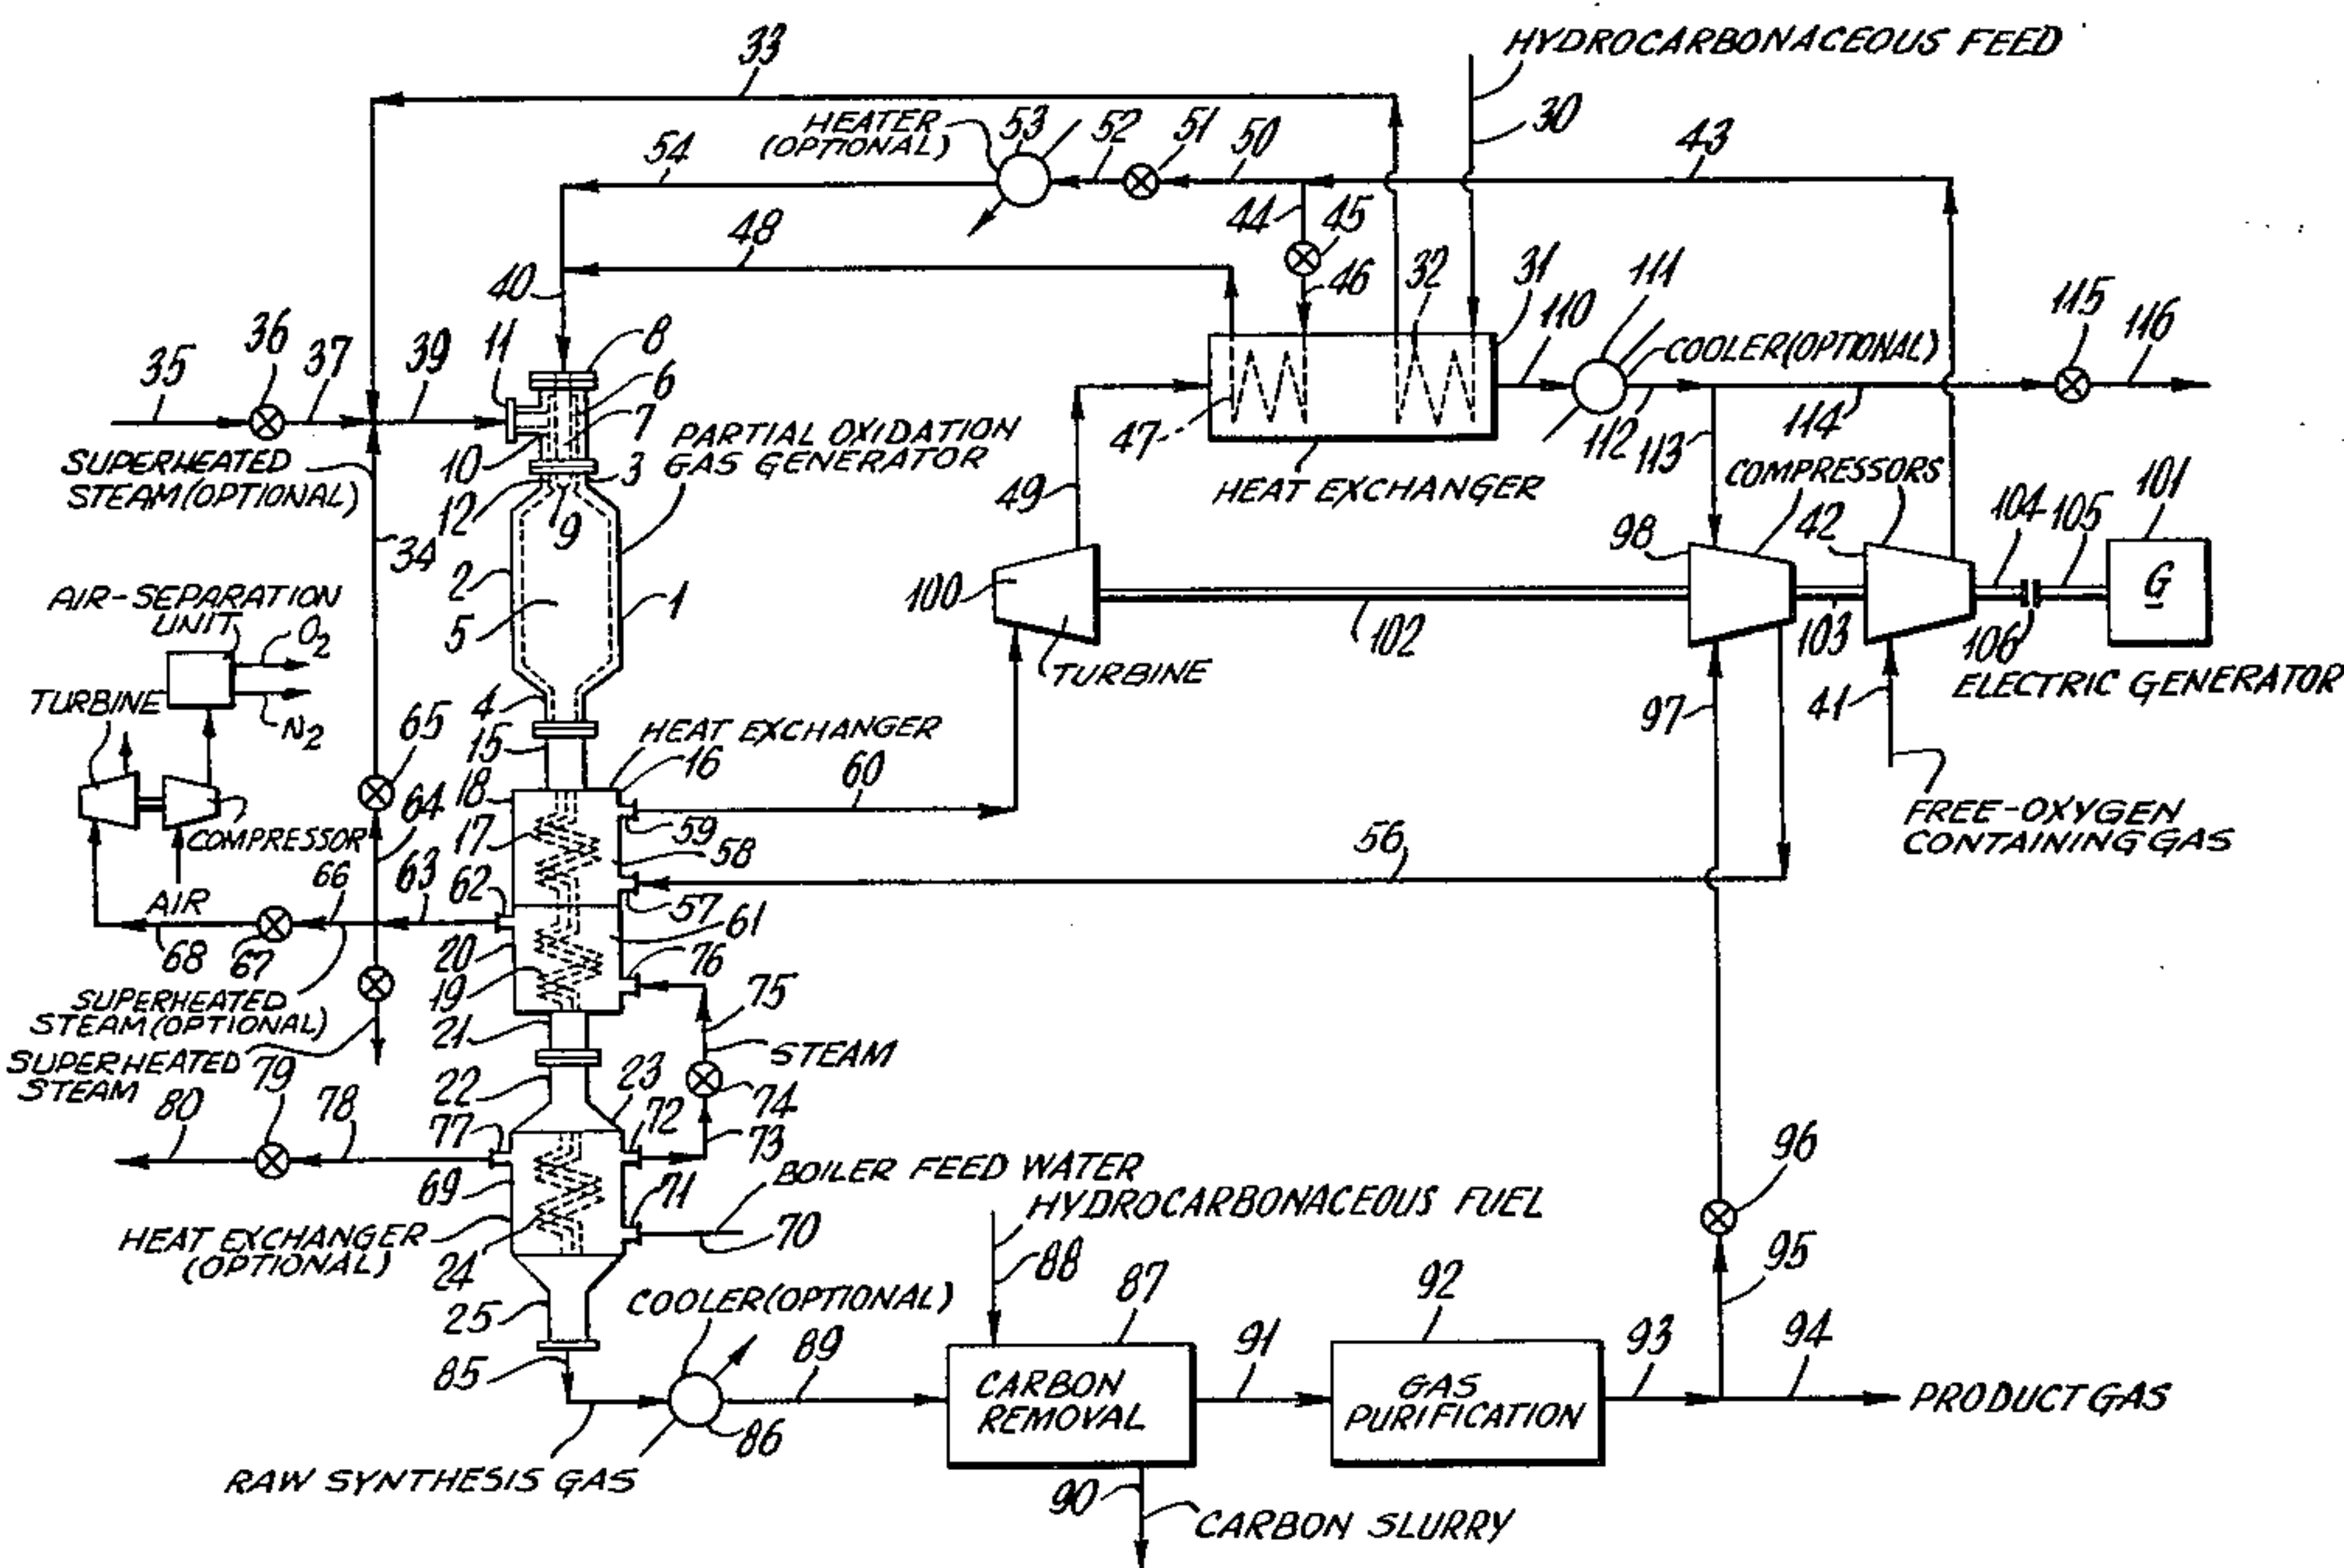 33
HYDROCARBONACEOUS FEED
HEATER
(OPTIONAL)
53
52
51
50
30
43
54
48
44
45
40
46
32
31
110
111
115
116
COOLER (OPTIONAL)
35
36
37
39
11
8
6
7
10
3
12
9
47
112
113
114
SUPERHEATED
STEAM (OPTIONAL)
PARTIAL OXIDATION
GAS GENERATOR
HEAT EXCHANGER
COMPRESSORS
49
34
2
5
1
100
98
42
104
105
101
G
102
103
106
TURBINE
ELECTRIC GENERATOR
AIR-SEPARATION
UNIT
O2
N2
TURBINE
4
97
41
65
15
HEAT EXCHANGER
16
18
60
64
17
59
58
COMPRESSOR
FREE-OXYGEN
CONTAINING GAS
56
66
63
62
57
AIR
61
68
67
20
76
19
75
SUPERHEATED
STEAM (OPTIONAL)
21
STEAM
SUPERHEATED
STEAM
79
22
23
74
80
78
77
72
73
96
69
71
BOILER FEED WATER
70
HEAT EXCHANGER
(OPTIONAL)
24
HYDROCARBONACEOUS FUEL
88
87
92
95
25
COOLER (OPTIONAL)
85
89
91
93
94
CARBON
REMOVAL
GAS
PURIFICATION
PRODUCT GAS
86
RAW SYNTHESIS GAS
90
CARBON SLURRY